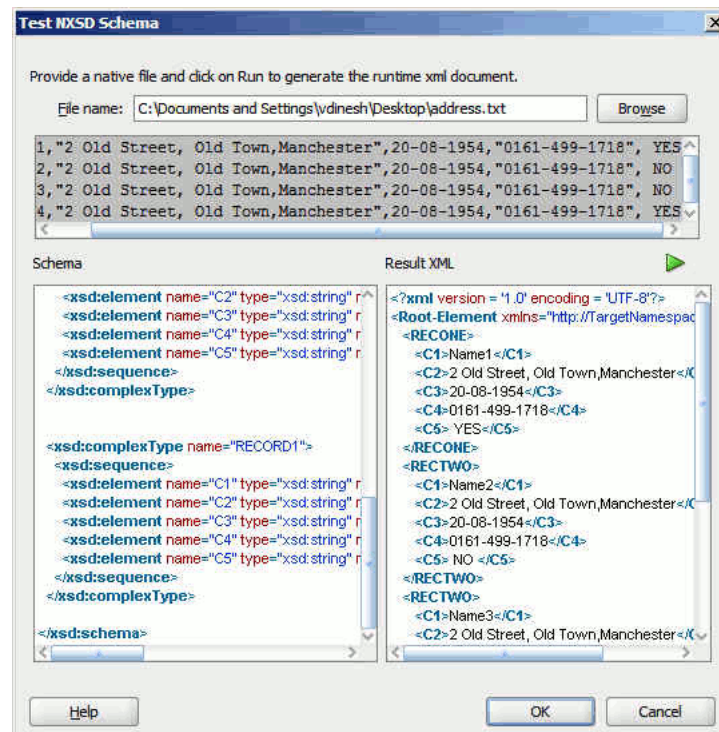 Test NXSD Schema
Provide a native file and click on Run to generate the runtime xml document.
File name: C:\Documents and Settings\vdinesh\Desktop\address.txt Browse
1,"2 Old Street, Old Town,Manchester",20-08-1954,"0161-499-1718", YES
2,"2 Old Street, Old Town,Manchester",20-08-1954,"0161-499-1718", NO
3,"2 Old Street, Old Town,Manchester",20-08-1954,"0161-499-1718", NO
4,"2 Old Street, Old Town,Manchester",20-08-1954,"0161-499-1718", YES
Schema
<xsd:element name="C2" type="xsd:string" r
<xsd:element name="C3" type="xsd:string" r
<xsd:element name="C4" type="xsd:string" r
<xsd:element name="C5" type="xsd:string" r
</xsd:sequence>
</xsd:complexType>
<xsd:complexType name="RECORD1">
<xsd:sequence>
<xsd:element name="C1" type="xsd:string" r
<xsd:element name="C2" type="xsd:string" r
<xsd:element name="C3" type="xsd:string" r
<xsd:element name="C4" type="xsd:string" r
<xsd:element name="C5" type="xsd:string" r
</xsd:sequence>
</xsd:complexType>
</xsd:schema>
Result XML
<?xml version = '1.0' encoding = 'UTF-8'?>
<Root-Element xmlns="http://TargetNamespac
<RECONE>
<C1>Name1</C1>
<C2>2 Old Street, Old Town,Manchester</C
<C3>20-08-1954</C3>
<C4>0161-499-1718</C4>
<C5> YES</C5>
</RECONE>
<RECTWO>
<C1>Name2</C1>
<C2>2 Old Street, Old Town,Manchester</C
<C3>20-08-1954</C3>
<C4>0161-499-1718</C4>
<C5> NO </C5>
</RECTWO>
<RECTWO>
<C1>Name3</C1>
<C2>2 Old Street, Old Town,Manchester</C
Help
OK
Cancel